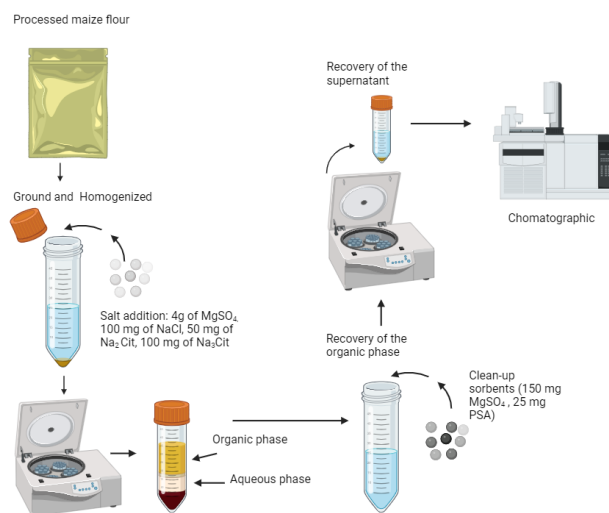 Processed maize flour
Ground and Homogenized
Salt addition: 4g of MgSO₄,
100 mg of NaCl, 50 mg of
Na₂ Cit, 100 mg of Na₃Cit
Organic phase
Aqueous phase
Clean-up
sorbents (150 mg
MgSO₄ , 25 mg
PSA)
Recovery of the
organic phase
Recovery of the
supernatant
Chomatographic